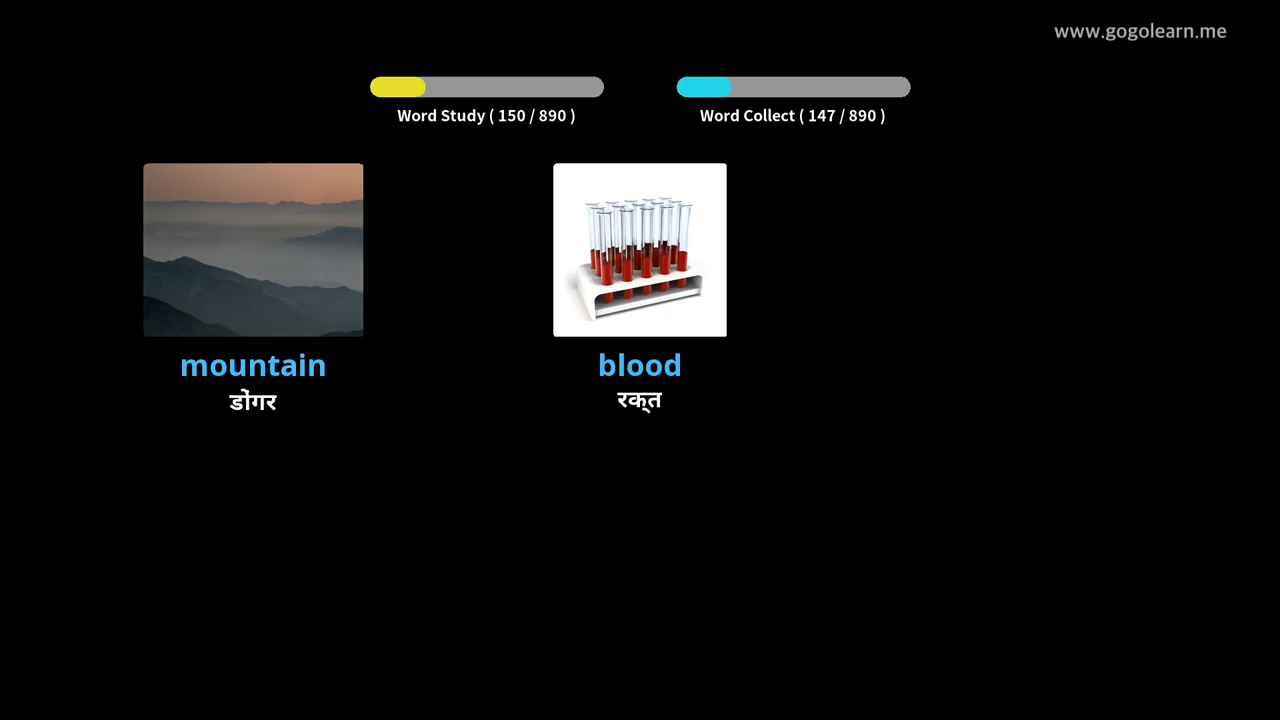 www.gogolearn.me
Word Study ( 150 / 890 )
Word Collect ( 147 / 890 )
mountain
डोंगर
blood
रक्त